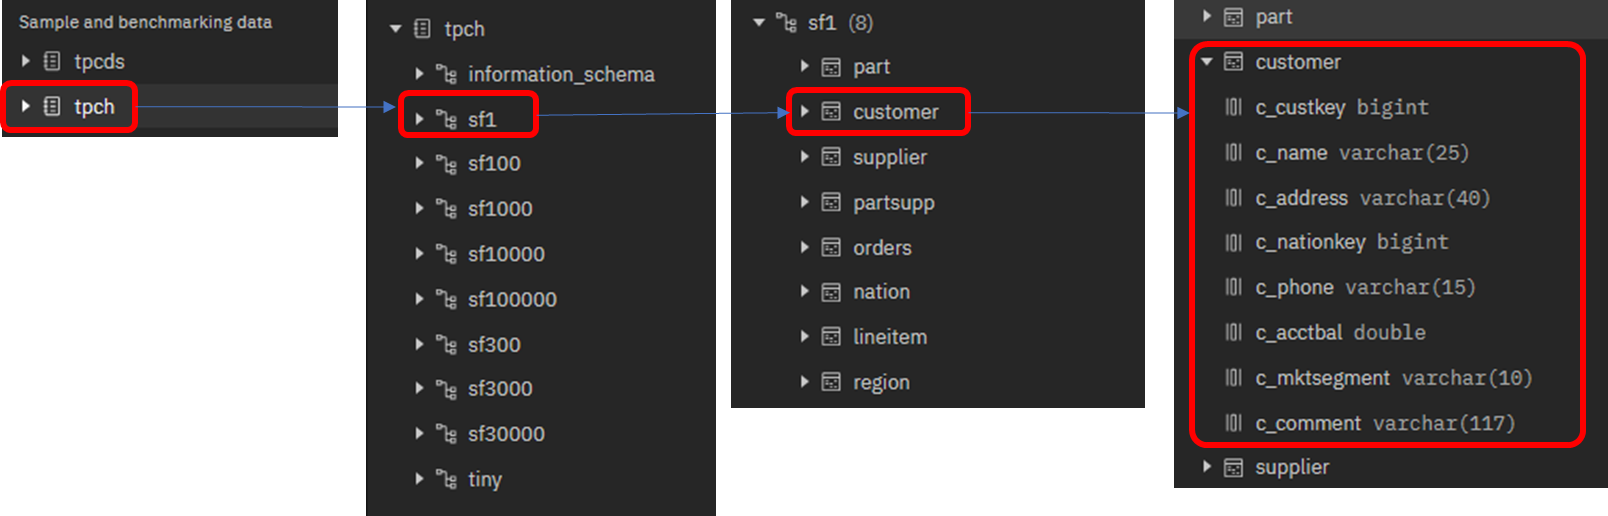 Sample and benchmarking data
tpcds
tpch
tpch
information_schema
sf1
sf100
sf1000
sf10000
sf100000
sf300
sf3000
sf30000
tiny
sf1 (8)
part
customer
supplier
partsupp
orders
nation
lineitem
region
part
customer
c_custkey bigint
c_name varchar(25)
c_address varchar(40)
c_nationkey bigint
c_phone varchar(15)
c_acctbal double
c_mktsegment varchar(10)
c_comment varchar(117)
supplier